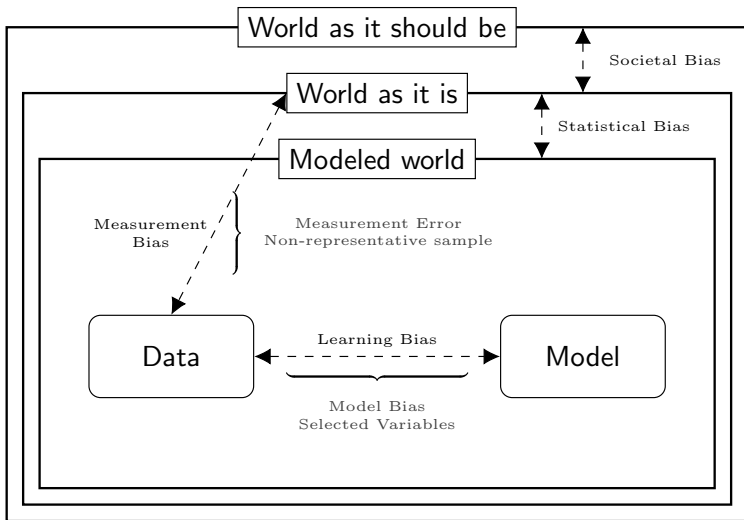 World as it should be
Societal Bias
World as it is
Statistical Bias
Modeled world
Measurement
Bias
Measurement Error
Non-representative sample
Data
Learning Bias
Model
Model Bias
Selected Variables